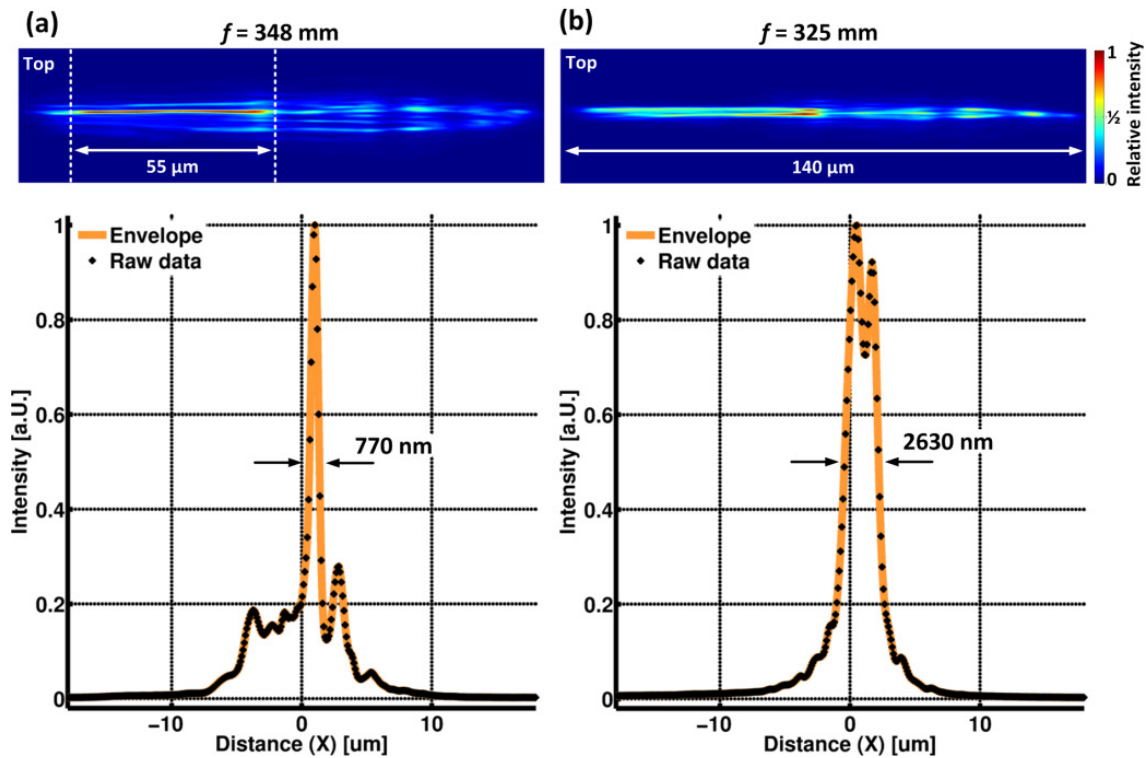 (a)
f = 348 mm
Top
55 µm
(b)
f = 325 mm
Top
140 µm
1
½
0
Relative intensity
1
0.8
0.6
0.4
0.2
0
Intensity [a.U.]
Envelope
Raw data
770 nm
−10
0
10
Distance (X) [um]
1
0.8
0.6
0.4
0.2
0
Intensity [a.U.]
Envelope
Raw data
2630 nm
−10
0
10
Distance (X) [um]